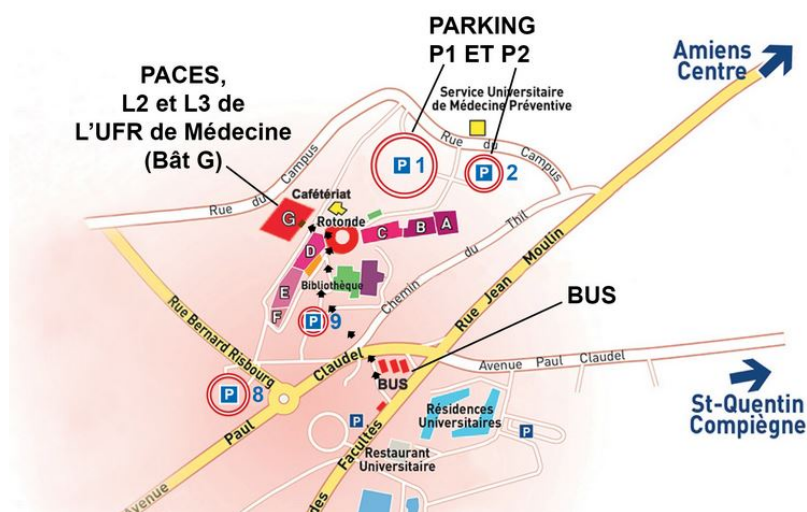 PARKING
P1 ET P2
Amiens
Centre
PACES,
L2 et L3 de
L'UFR de Médecine
(Bât G)
Service Universitaire
de Médecine Préventive
Rue du Campus
P 1
P 2
Rue du Campus
Cafétériat
G
Rotonde
C
B
A
D
E
F
Bibliothèque
Chemin du Thil
Rue Jean Moulin
BUS
P 9
Rue Bernard Risbourg
Avenue Paul Claudel
BUS
Avenue Paul Claudel
St-Quentin
Compiègne
P 8
Résidences
Universitaires
P
P
Restaurant
Universitaire
des Facultés